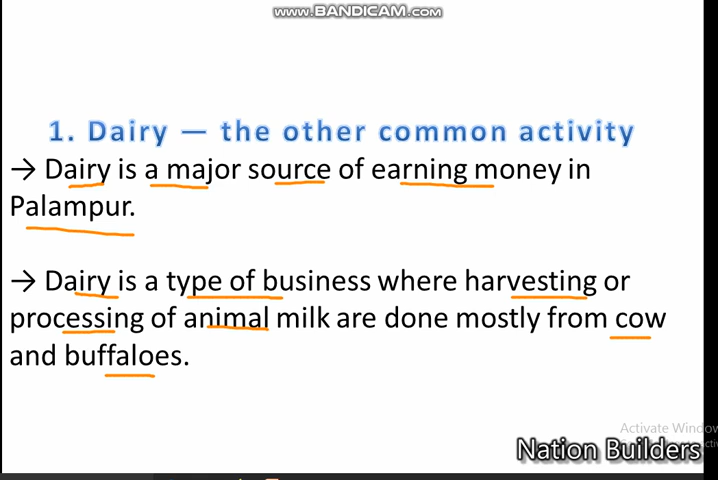 www.BANDICAM.com
1. Dairy — the other common activity
→ Dairy is a major source of earning money in
Palampur.
→ Dairy is a type of business where harvesting or
processing of animal milk are done mostly from cow
and buffaloes.
Activate Window
Nation Builders